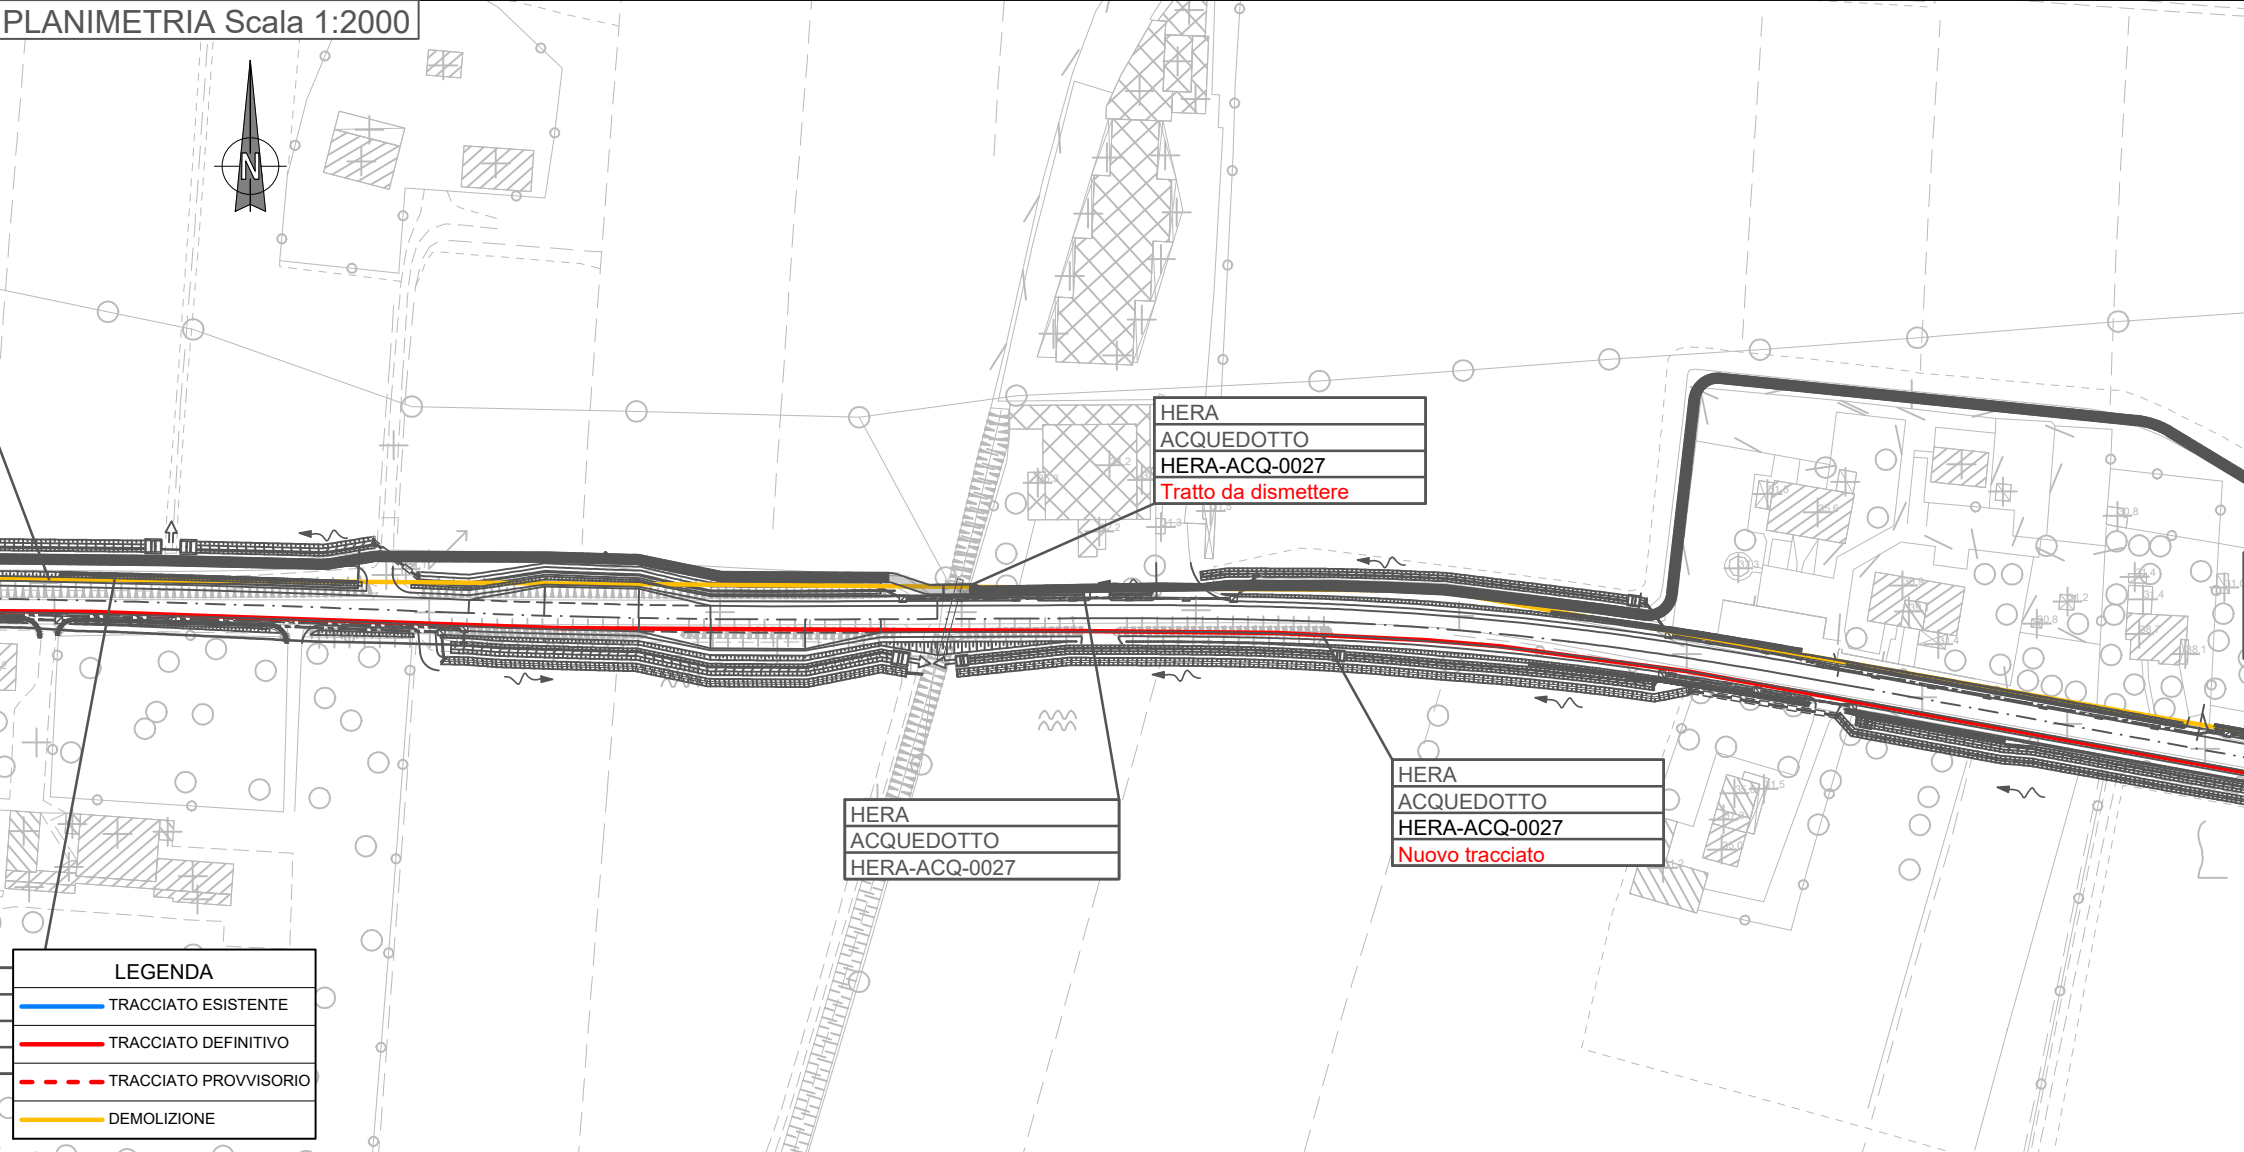 PLANIMETRIA Scala 1:2000
N
HERA
ACQUEDOTTO
HERA-ACQ-0027
Tratto da dismettere
HERA
ACQUEDOTTO
HERA-ACQ-0027
HERA
ACQUEDOTTO
HERA-ACQ-0027
Nuovo tracciato
LEGENDA
TRACCIATO ESISTENTE
TRACCIATO DEFINITIVO
TRACCIATO PROVVISORIO
DEMOLIZIONE